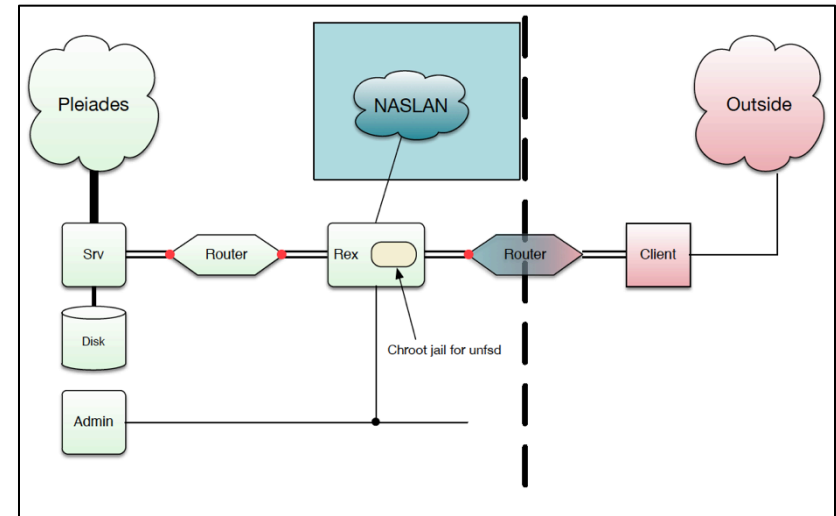 Pleiades
NASLAN
Outside
Srv
Router
Rex
Router
Client
Disk
Chroot jail for unfsd
Admin